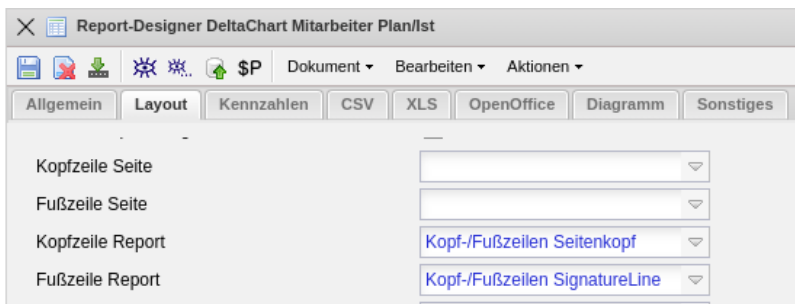 Report-Designer DeltaChart Mitarbeiter Plan/Ist
$P Dokument Bearbeiten Aktionen
Allgemein Layout Kennzahlen CSV XLS OpenOffice Diagramm Sonstiges
Kopfzeile Seite
Fußzeile Seite
Kopfzeile Report Kopf-/Fußzeilen Seitenkopf
Fußzeile Report Kopf-/Fußzeilen SignatureLine